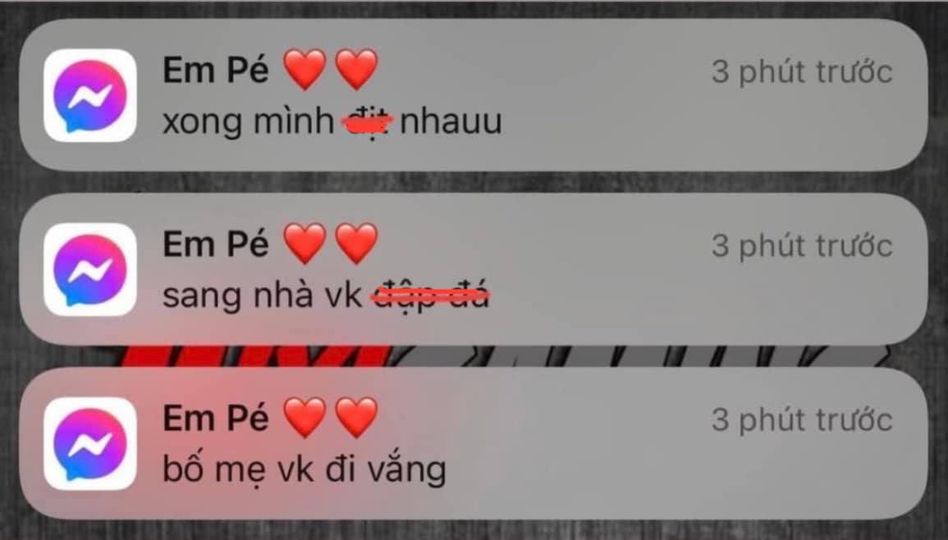 Em Pé ❤️❤️
3 phút trước
xong mình địt nhauu
Em Pé ❤️❤️
3 phút trước
sang nhà vk đập đá
Em Pé ❤️❤️
3 phút trước
bố mẹ vk đi vắng